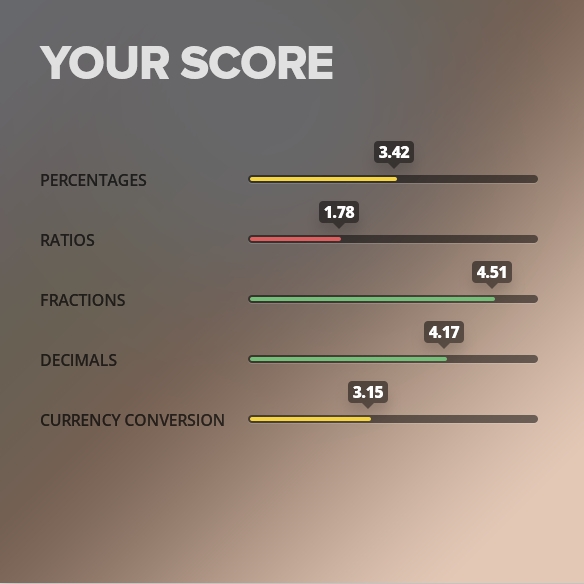 YOUR SCORE
3.42
PERCENTAGES
1.78
RATIOS
4.51
FRACTIONS
4.17
DECIMALS
3.15
CURRENCY CONVERSION